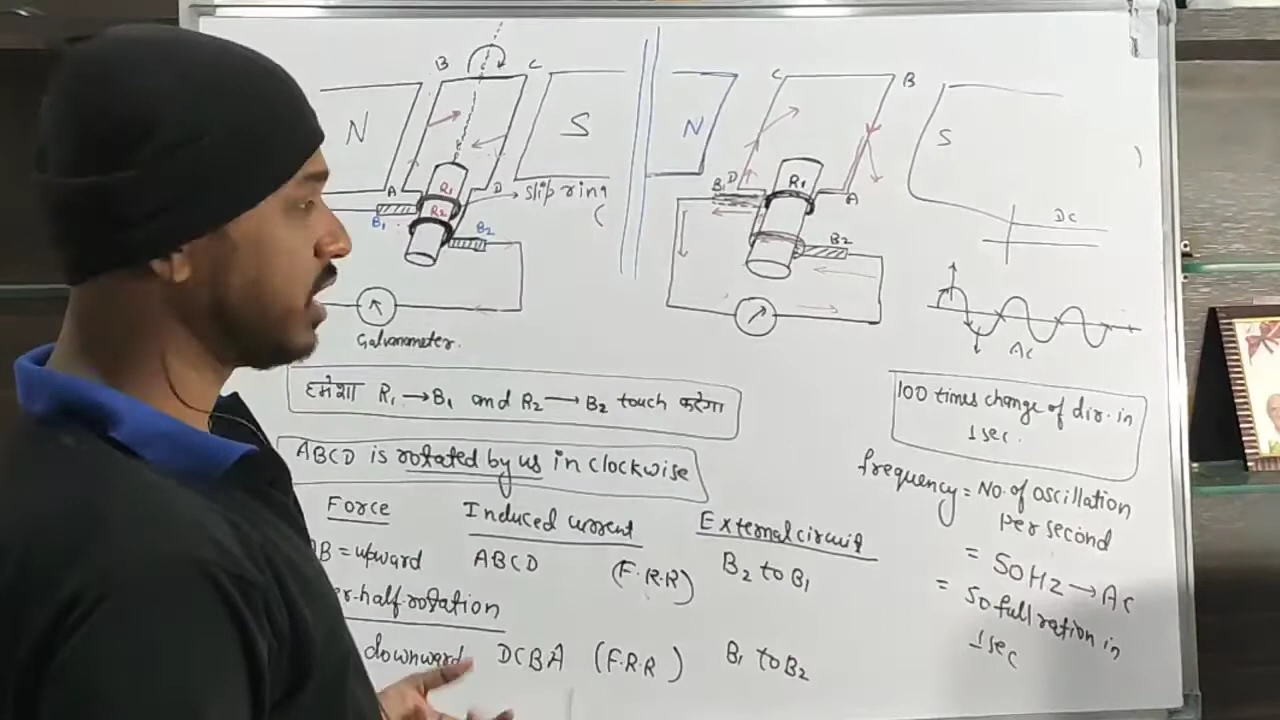 B
C
N
S
A
R₁
R₂
D
slip ring
B₁
B₂
Galvanometer.
N
C
B
S
D
B₁
R₁
A
B₂
DC
AC
हमेशा R₁ → B₁ and R₂ → B₂ touch करेगा
ABCD is rotated by us in clockwise
Force
Induced current
External circuit
AB = upward
ABCD
(F.R.R)
B₂ to B₁
r-half-rotation
downward
DCBA
(F.R.R)
B₁ to B₂
100 times change of dir. in
1 sec.
frequency = No. of oscillation
per second
= 50 HZ → AC
= 50 full ration in
1 sec